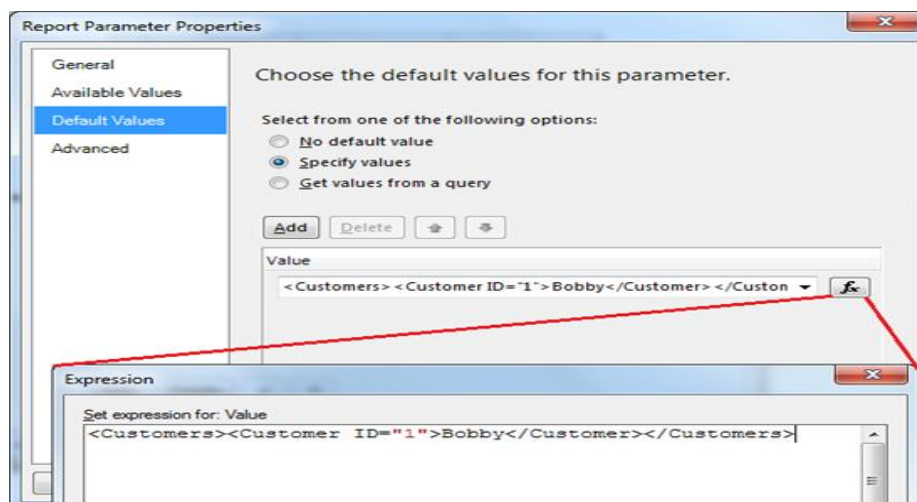 Report Parameter Properties
General
Available Values
Default Values
Advanced
Choose the default values for this parameter.
Select from one of the following options:
No default value
Specify values
Get values from a query
Add
Delete
Value
<Customers> <Customer ID="1">Bobby</Customer> </Custon
fx
Expression
Set expression for: Value
<Customers><Customer ID="1">Bobby</Customer></Customers>